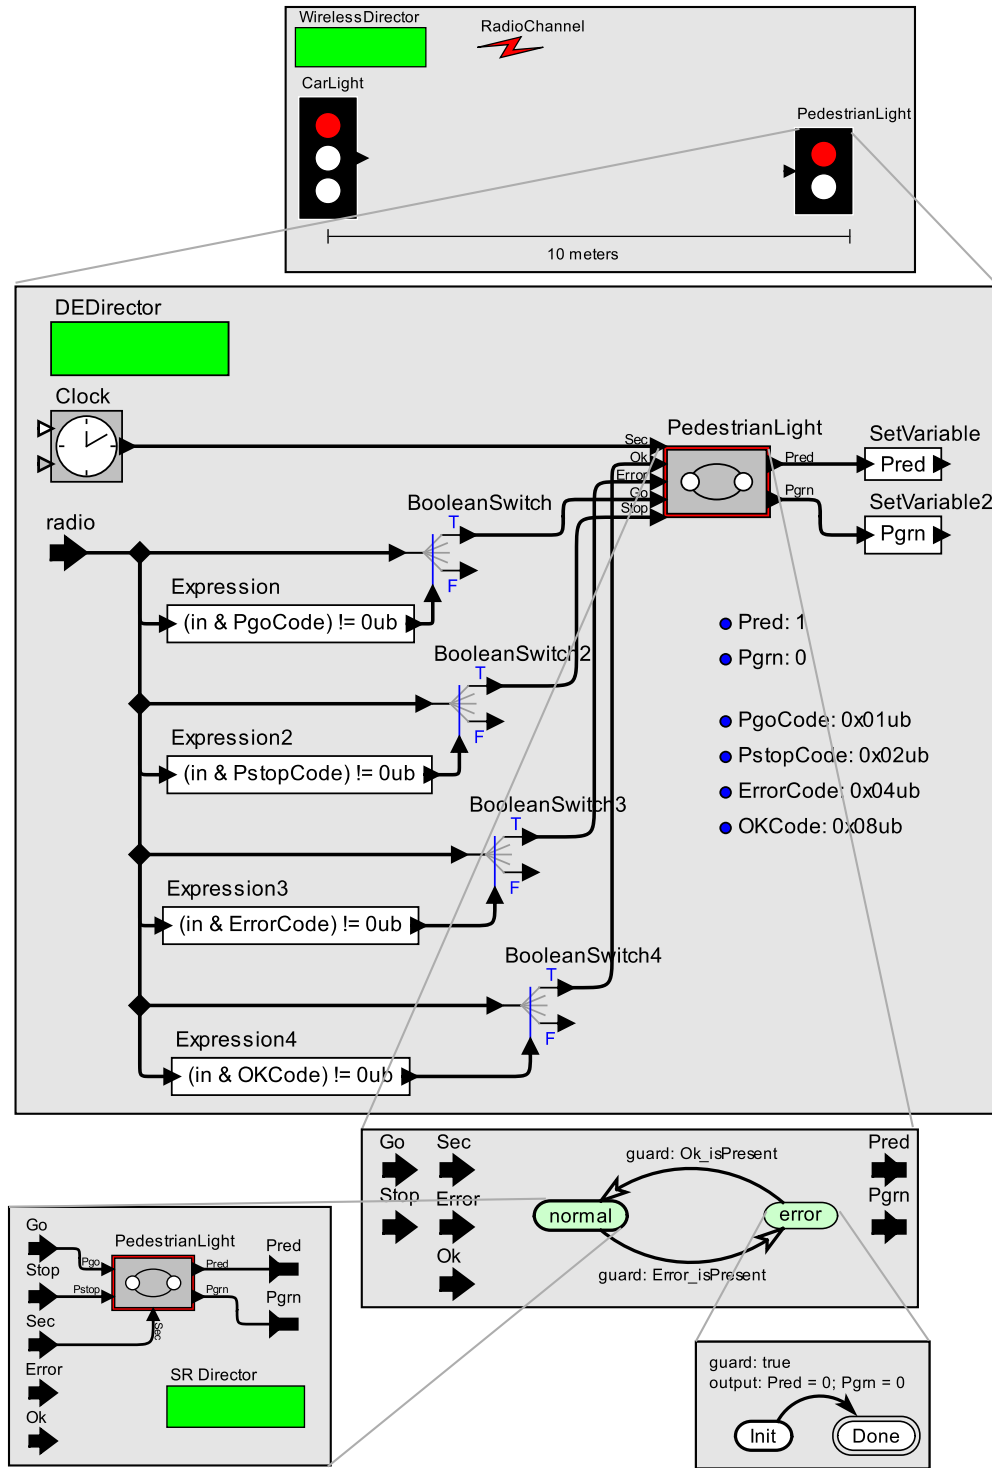 WirelessDirector
RadioChannel
CarLight
PedestrianLight
10 meters
DEDirector
Clock
PedestrianLight
SetVariable
Sec
Ok
Pred
Pred
Error
Go
Pgrn
SetVariable2
Stop
Pgrn
radio
BooleanSwitch
T
F
Expression
(in & PgoCode) != 0ub
Pred: 1
Pgrn: 0
BooleanSwitch2
T
F
Expression2
(in & PstopCode) != 0ub
PgoCode: 0x01ub
PstopCode: 0x02ub
ErrorCode: 0x04ub
OKCode: 0x08ub
BooleanSwitch3
T
F
Expression3
(in & ErrorCode) != 0ub
BooleanSwitch4
T
F
Expression4
(in & OKCode) != 0ub
Go
Sec
Pred
guard: Ok_isPresent
Stop
Error
Pgrn
normal
error
Ok
guard: Error_isPresent
Go
PedestrianLight
Pred
Pgo
Pred
Stop
Pstop
Pgrn
Pgrn
Sec
Sec
Error
SR Director
Ok
guard: true
output: Pred = 0; Pgrn = 0
Init
Done